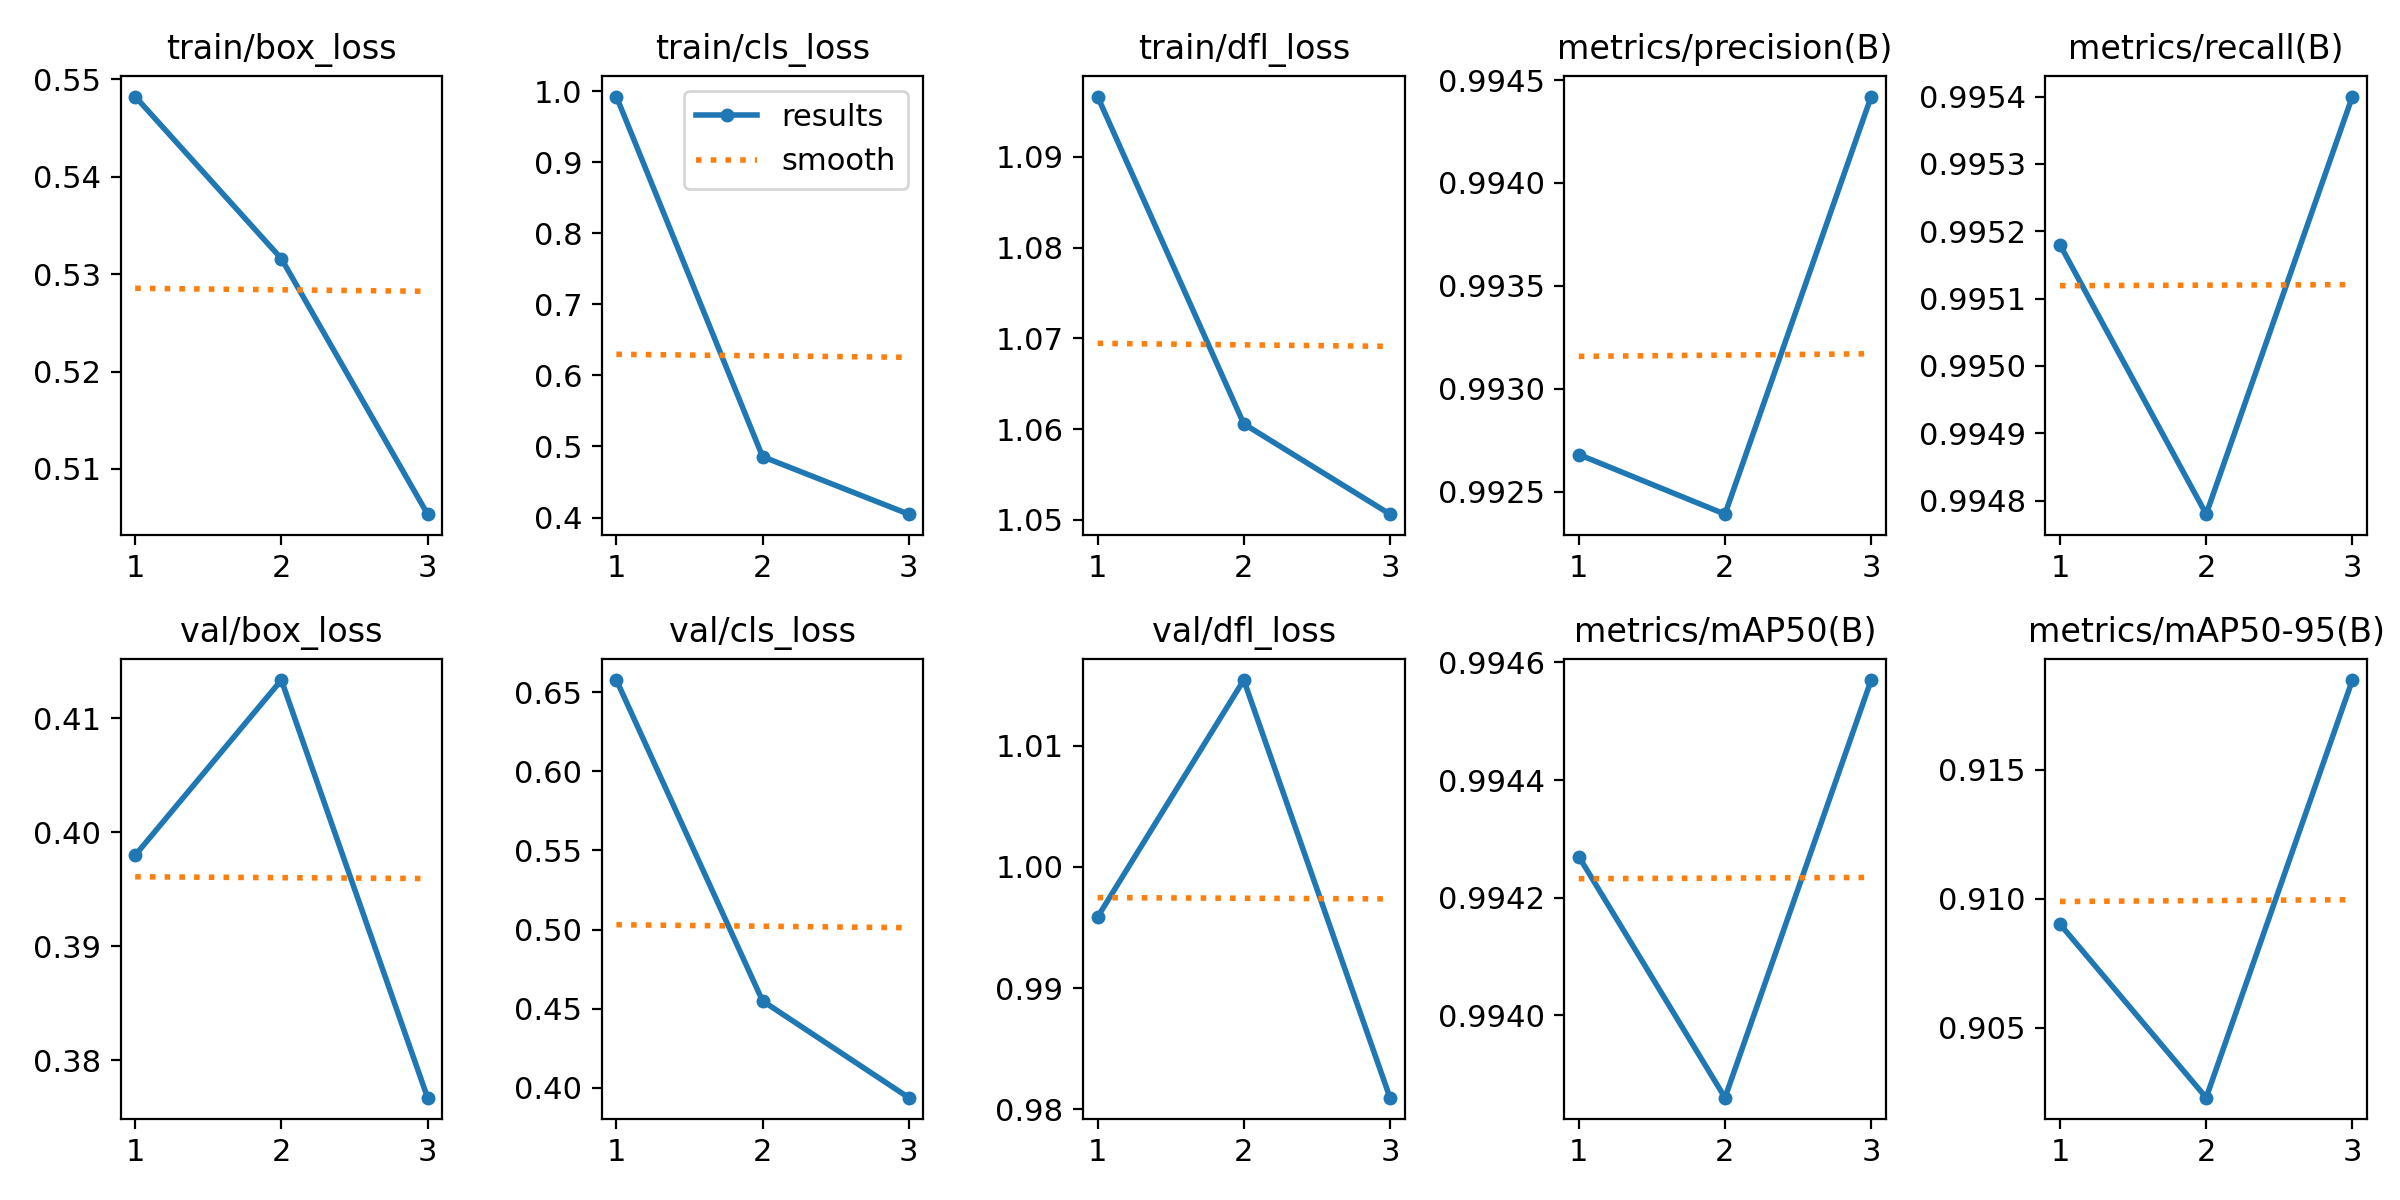 train/box_loss
train/cls_loss
train/dfl_loss
metrics/precision(B)
metrics/recall(B)
0.55
0.54
0.53
0.52
0.51
1 2 3
1.0
0.9
0.8
0.7
0.6
0.5
0.4
1 2 3
results
smooth
1.09
1.08
1.07
1.06
1.05
1 2 3
0.9945
0.9940
0.9935
0.9930
0.9925
1 2 3
0.9954
0.9953
0.9952
0.9951
0.9950
0.9949
0.9948
1 2 3
val/box_loss
val/cls_loss
val/dfl_loss
metrics/mAP50(B)
metrics/mAP50-95(B)
0.41
0.40
0.39
0.38
1 2 3
0.65
0.60
0.55
0.50
0.45
0.40
1 2 3
1.01
1.00
0.99
0.98
1 2 3
0.9946
0.9944
0.9942
0.9940
1 2 3
0.915
0.910
0.905
1 2 3